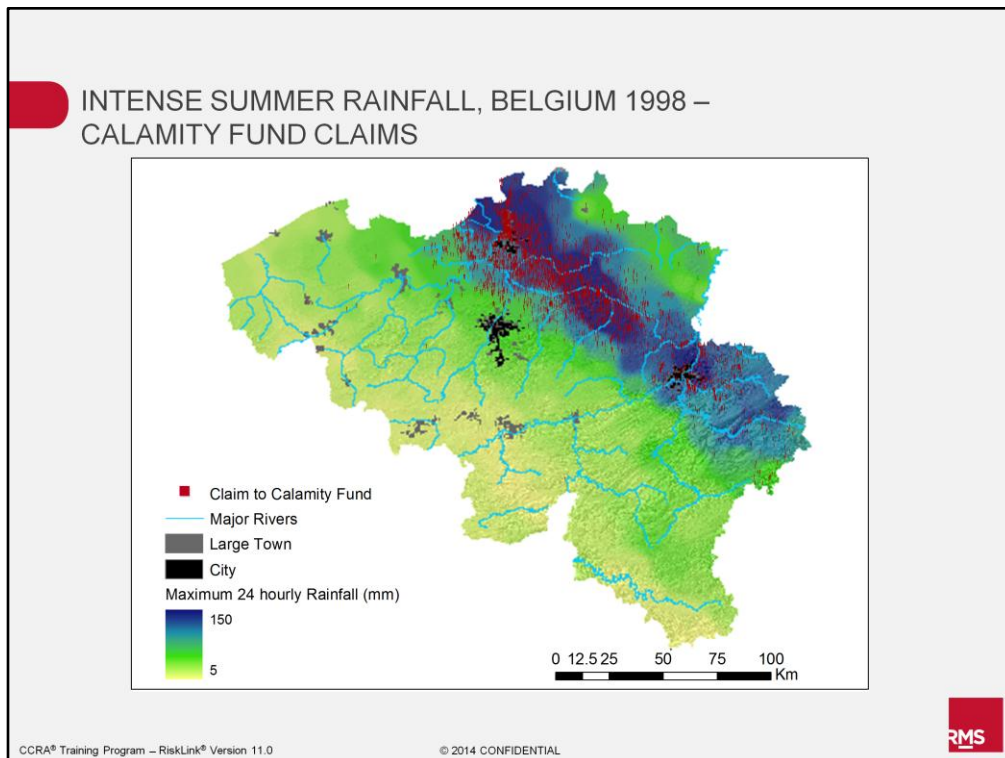 INTENSE SUMMER RAINFALL, BELGIUM 1998 –
CALAMITY FUND CLAIMS
Claim to Calamity Fund
Major Rivers
Large Town
City
Maximum 24 hourly Rainfall (mm)
150
5
0 12.5 25 50 75 100
Km
RMS
CCRA® Training Program – RiskLink® Version 11.0 © 2014 CONFIDENTIAL